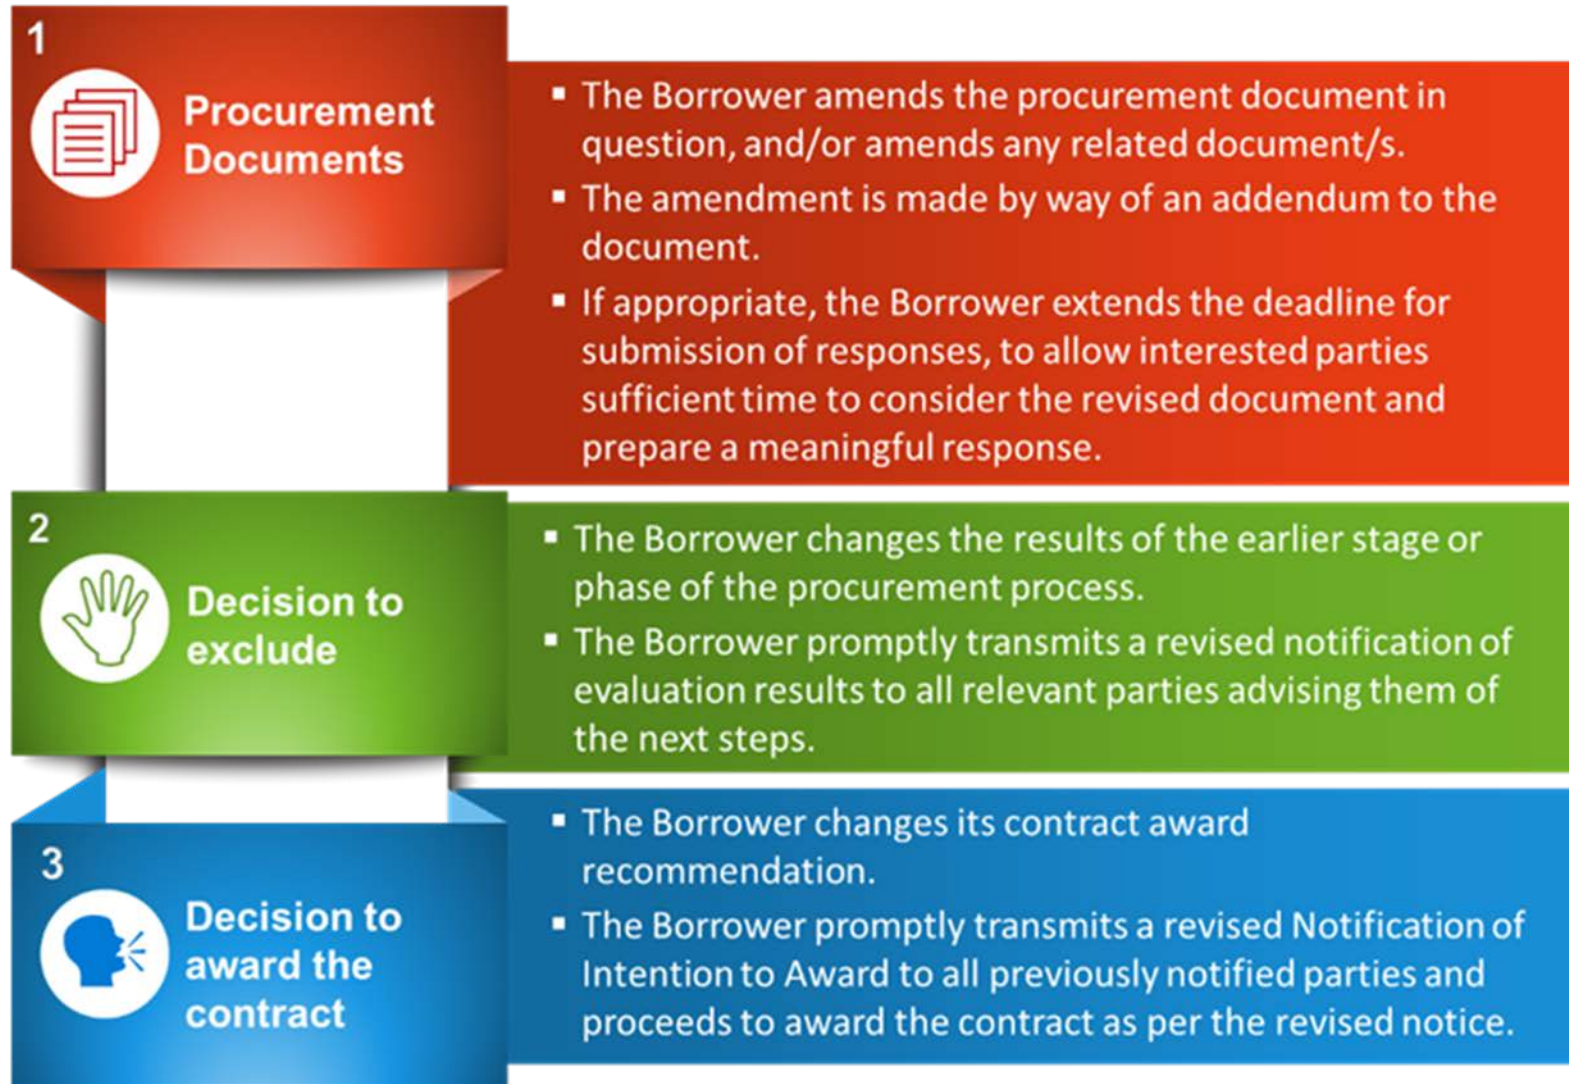 1
Procurement
Documents
▪ The Borrower amends the procurement document in
question, and/or amends any related document/s.
▪ The amendment is made by way of an addendum to the
document.
▪ If appropriate, the Borrower extends the deadline for
submission of responses, to allow interested parties
sufficient time to consider the revised document and
prepare a meaningful response.
2
Decision to
exclude
▪ The Borrower changes the results of the earlier stage or
phase of the procurement process.
▪ The Borrower promptly transmits a revised notification of
evaluation results to all relevant parties advising them of
the next steps.
3
Decision to
award the
contract
▪ The Borrower changes its contract award
recommendation.
▪ The Borrower promptly transmits a revised Notification of
Intention to Award to all previously notified parties and
proceeds to award the contract as per the revised notice.